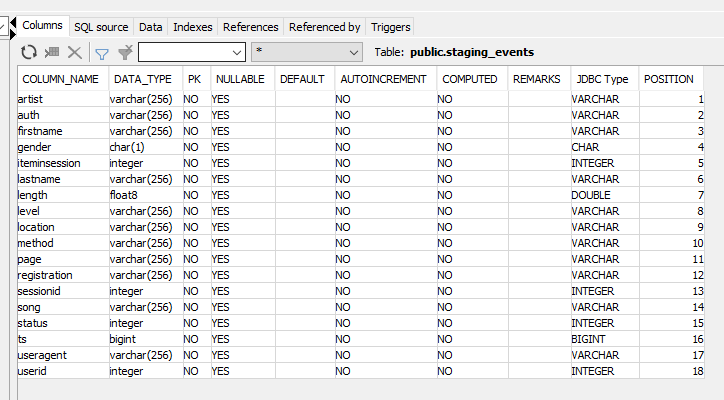 Columns SQL source Data Indexes References Referenced by Triggers
* Table: public.staging_events
COLUMN_NAME DATA_TYPE PK NULLABLE DEFAULT AUTOINCREMENT COMPUTED REMARKS JDBC Type POSITION
artist varchar(256) NO YES NO NO VARCHAR 1
auth varchar(256) NO YES NO NO VARCHAR 2
firstname varchar(256) NO YES NO NO VARCHAR 3
gender char(1) NO YES NO NO CHAR 4
iteminsession integer NO YES NO NO INTEGER 5
lastname varchar(256) NO YES NO NO VARCHAR 6
length float8 NO YES NO NO DOUBLE 7
level varchar(256) NO YES NO NO VARCHAR 8
location varchar(256) NO YES NO NO VARCHAR 9
method varchar(256) NO YES NO NO VARCHAR 10
page varchar(256) NO YES NO NO VARCHAR 11
registration varchar(256) NO YES NO NO VARCHAR 12
sessionid integer NO YES NO NO INTEGER 13
song varchar(256) NO YES NO NO VARCHAR 14
status integer NO YES NO NO INTEGER 15
ts bigint NO YES NO NO BIGINT 16
useragent varchar(256) NO YES NO NO VARCHAR 17
userid integer NO YES NO NO INTEGER 18